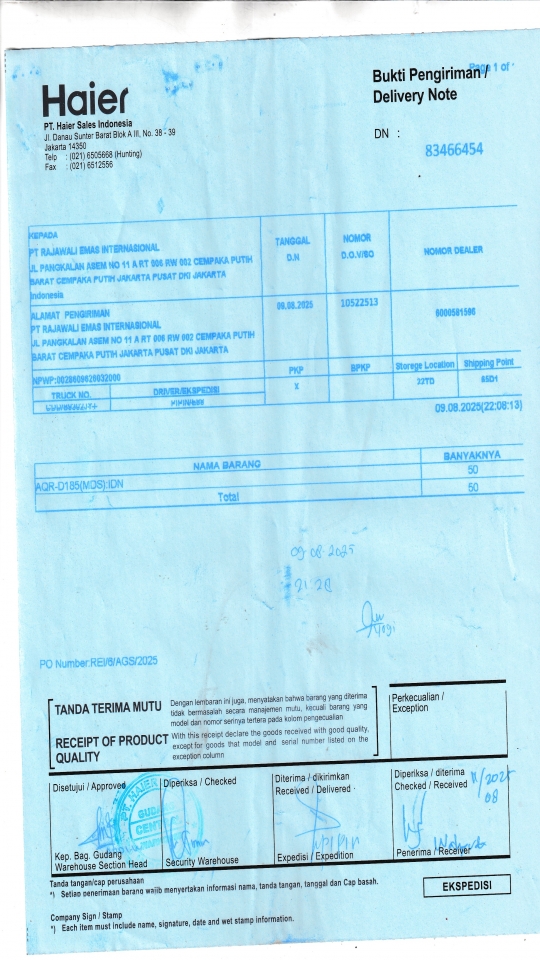 Page 1 of
Haier
Bukti Pengiriman /
Delivery Note
PT. Haier Sales Indonesia
Jl. Danau Sunter Barat Blok A III, No. 38 - 39
Jakarta 14350
Telp : (021) 6505668 (Hunting)
Fax : (021) 6512556
DN :
83466454
KEPADA
PT RAJAWALI EMAS INTERNASIONAL
JL PANGKALAN ASEM NO 11 A RT 006 RW 002 CEMPAKA PUTIH
BARAT CEMPAKA PUTIH JAKARTA PUSAT DKI JAKARTA
Indonesia
TANGGAL
D.N
NOMOR
D.O.V/SO
NOMOR DEALER
ALAMAT PENGIRIMAN
PT RAJAWALI EMAS INTERNASIONAL
JL PANGKALAN ASEM NO 11 A RT 006 RW 002 CEMPAKA PUTIH
BARAT CEMPAKA PUTIH JAKARTA PUSAT DKI JAKARTA
09.08.2025
10522513
NPWP:
PKP
BPKP
Storege Location
Shipping Point
TRUCK NO.
DRIVER/EKSPEDISI
X
22TD
65D1
09.08.2025(22:08:13)
NAMA BARANG
BANYAKNYA
AQR-D185(MDS):IDN
50
Total
50
09-08-2025
21:20
Yogi
PO Number:REI/6/AGS/2025
TANDA TERIMA MUTU
Dengan lembaran ini juga, menyatakan bahwa barang yang diterima
tidak bermasalah secara manajemen mutu, kecuali barang yang
model dan nomor serinya tertera pada kolom pengecualian
RECEIPT OF PRODUCT
QUALITY
With this receipt declare the goods received with good quality,
except for goods that model and serial number listed on the
exception column
Perkecualian /
Exception
Disetujui / Approved
Diperiksa / Checked
Diterima / dikirimkan
Received / Delivered
Diperiksa / diterima
Checked / Received
2025
08
PT. HAIER
GUDANG
Kep. Bag. Gudang
Warehouse Section Head
Security Warehouse
Expedisi / Expedition
Penerima / Receiver
Tanda tangan/cap perusahaan
*) Setiap penerimaan barang wajib menyertakan informasi nama, tanda tangan, tanggal dan Cap basah.
EKSPEDISI
Company Sign / Stamp
*) Each item must include name, signature, date and wet stamp information.